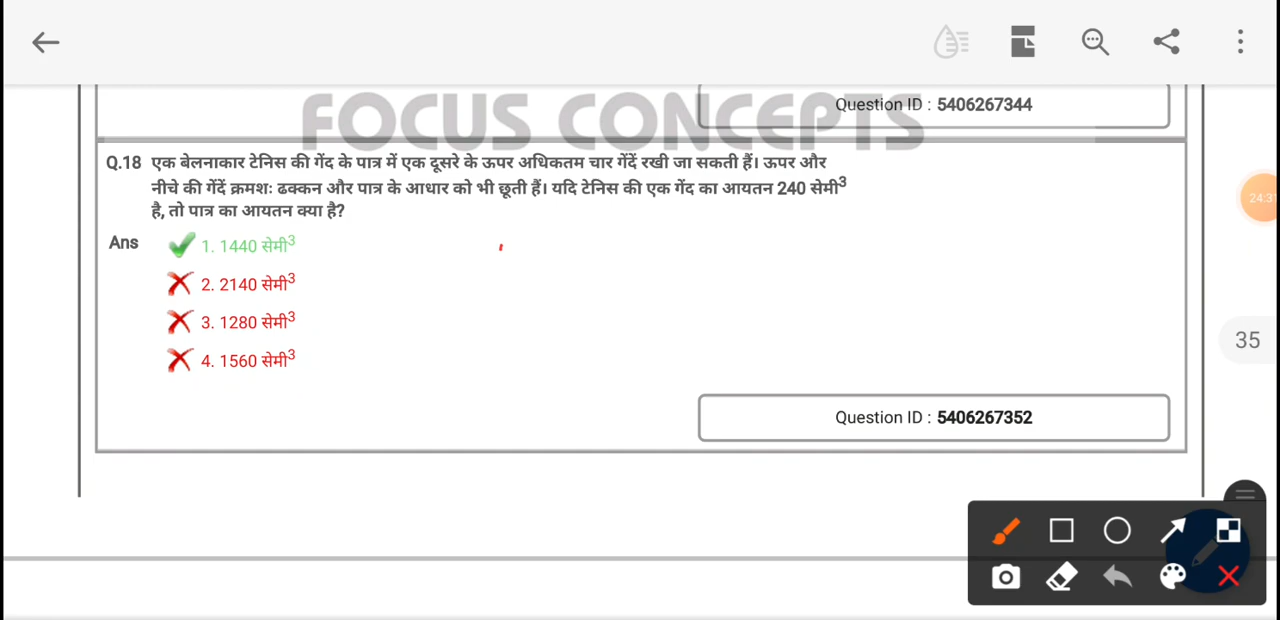 FOCUS CONCEPTS
Question ID : 5406267344
Q.18 एक बेलनाकार टेनिस की गेंद के पात्र में एक दूसरे के ऊपर अधिकतम चार गेंदें रखी जा सकती हैं। ऊपर और
नीचे की गेंदें क्रमशः ढक्कन और पात्र के आधार को भी छूती हैं। यदि टेनिस की एक गेंद का आयतन 240 सेमी³
है, तो पात्र का आयतन क्या है?
Ans 1. 1440 सेमी³
2. 2140 सेमी³
3. 1280 सेमी³
4. 1560 सेमी³
Question ID : 5406267352
24:3
35